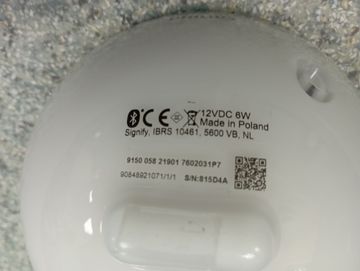 CE 12VDC 6W
Made in Poland
Signify, IBRS 10461, 5600 VB, NL
9150 058 21901 7602031P7
90848921071/1/1 S/N:815D4A